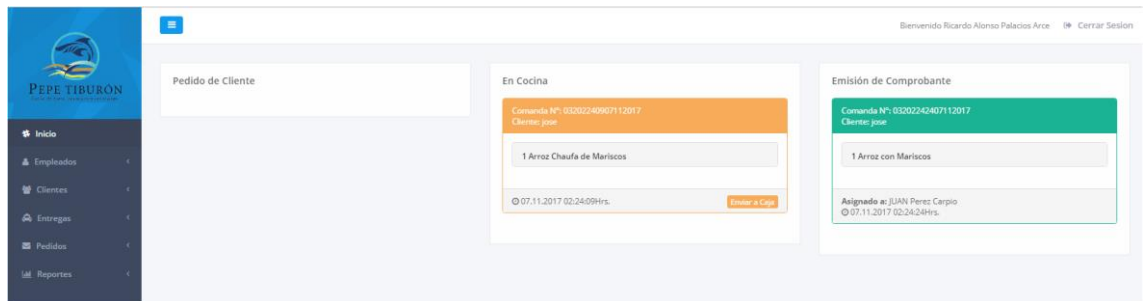 Bienvenido Ricardo Alonso Palacios Arce
Cerrar Sesion
PEPE TIBURÓN
Inicio
Empleados
Clientes
Entregas
Pedidos
Reportes
Pedido de Cliente
En Cocina
Comanda Nº: 03202240907112017
Cliente: jose
1 Arroz Chaufa de Mariscos
07.11.2017 02:24:09Hrs.
Enviar a Caja
Emisión de Comprobante
Comanda Nº: 03202242407112017
Cliente: jose
1 Arroz con Mariscos
Asignado a: JUAN Perez Carpio
07.11.2017 02:24:24Hrs.